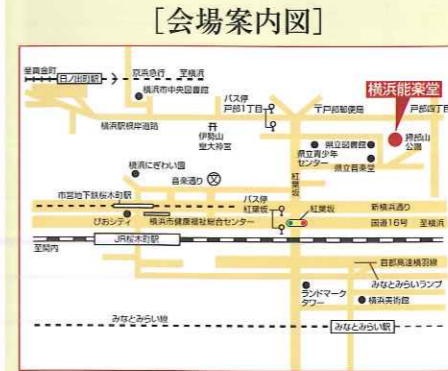 ［会場案内図］
至黄金町
日ノ出町駅
京浜急行
至横浜
横浜市中央図書館
バス停
戸部1丁目
〒戸部郵便局
戸部四丁目
横浜能楽堂
横浜駅根岸道路
伊勢山
皇大神宮
県立図書館
県立青少年
センター
県立音楽堂
掃部山
公園
横浜にぎわい座
音楽通り
紅葉坂
市営地下鉄桜木町駅
バス停
紅葉坂
紅葉坂
新横浜通り
ぴおシティ
横浜市健康福祉総合センター
国道16号
至横浜
JR桜木町駅
至関内
首都高速横羽線
みなとみらいランプ
ランドマーク
タワー
横浜美術館
みなとみらい線
みなとみらい駅